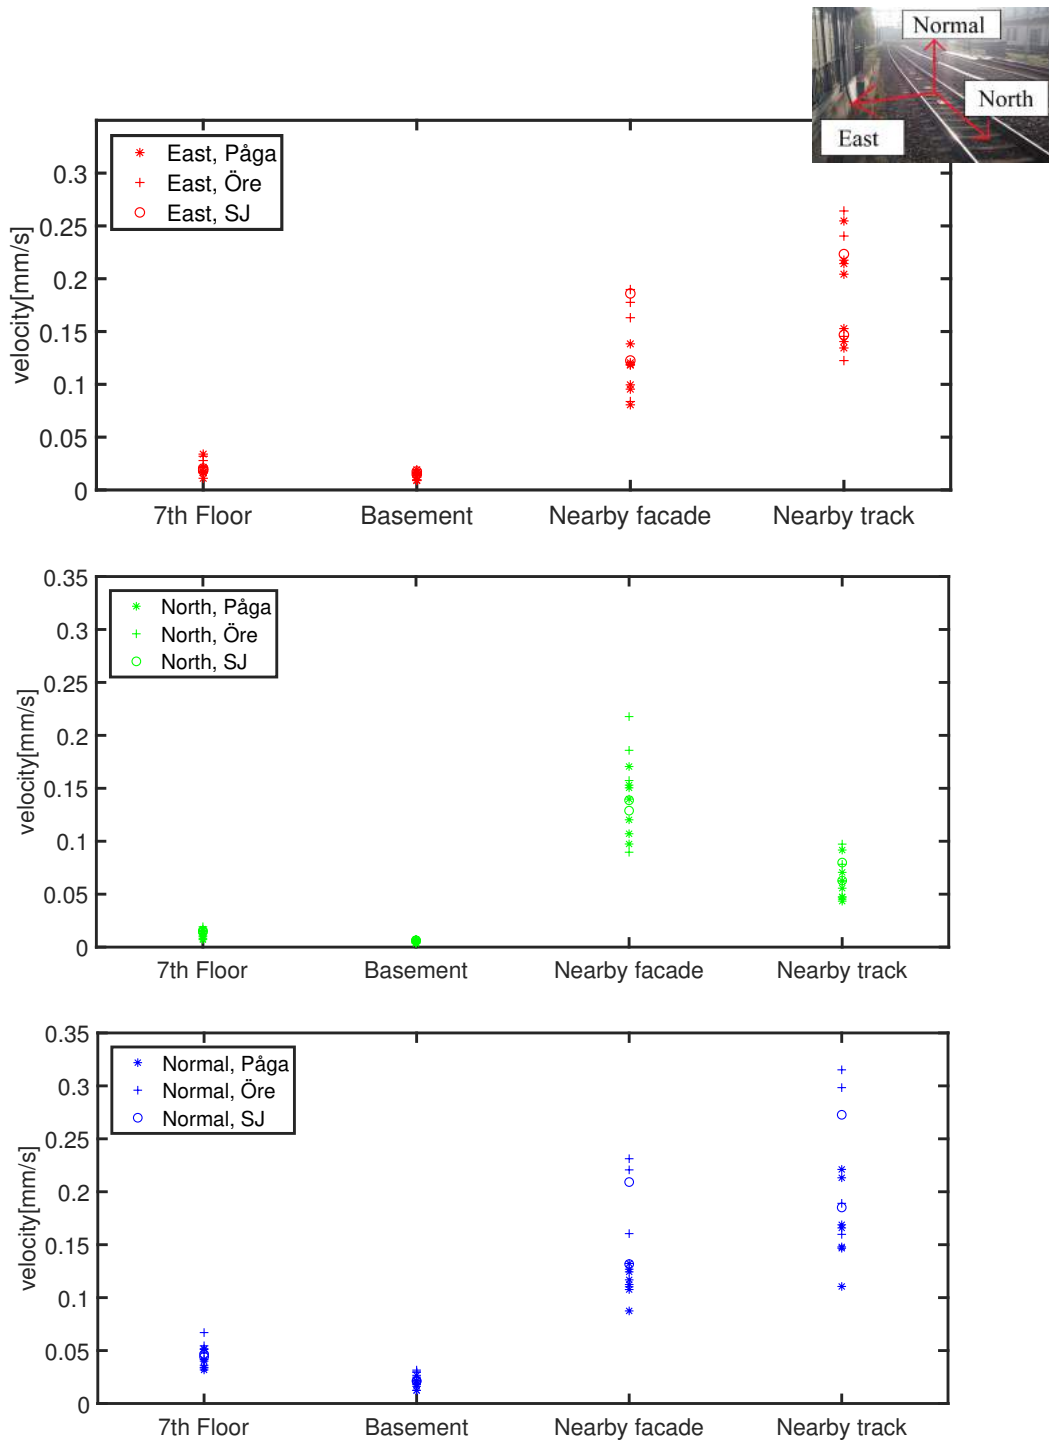 Normal
North
East
East, Påga
East, Öre
East, SJ
velocity[mm/s]
0.3
0.25
0.2
0.15
0.1
0.05
0
7th Floor Basement Nearby facade Nearby track
North, Påga
North, Öre
North, SJ
velocity[mm/s]
0.35
0.3
0.25
0.2
0.15
0.1
0.05
0
7th Floor Basement Nearby facade Nearby track
Normal, Påga
Normal, Öre
Normal, SJ
velocity[mm/s]
0.35
0.3
0.25
0.2
0.15
0.1
0.05
0
7th Floor Basement Nearby facade Nearby track